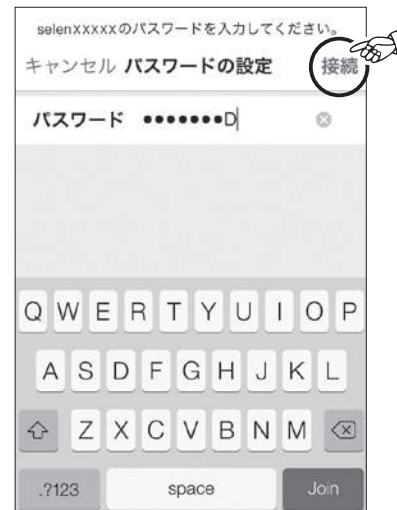 selenxxxxxのパスワードを入力してください。
キャンセル パスワードの設定 接続
パスワード •••••••D
Q W E R T Y U I O P
A S D F G H J K L
Z X C V B N M
.?123 space Join